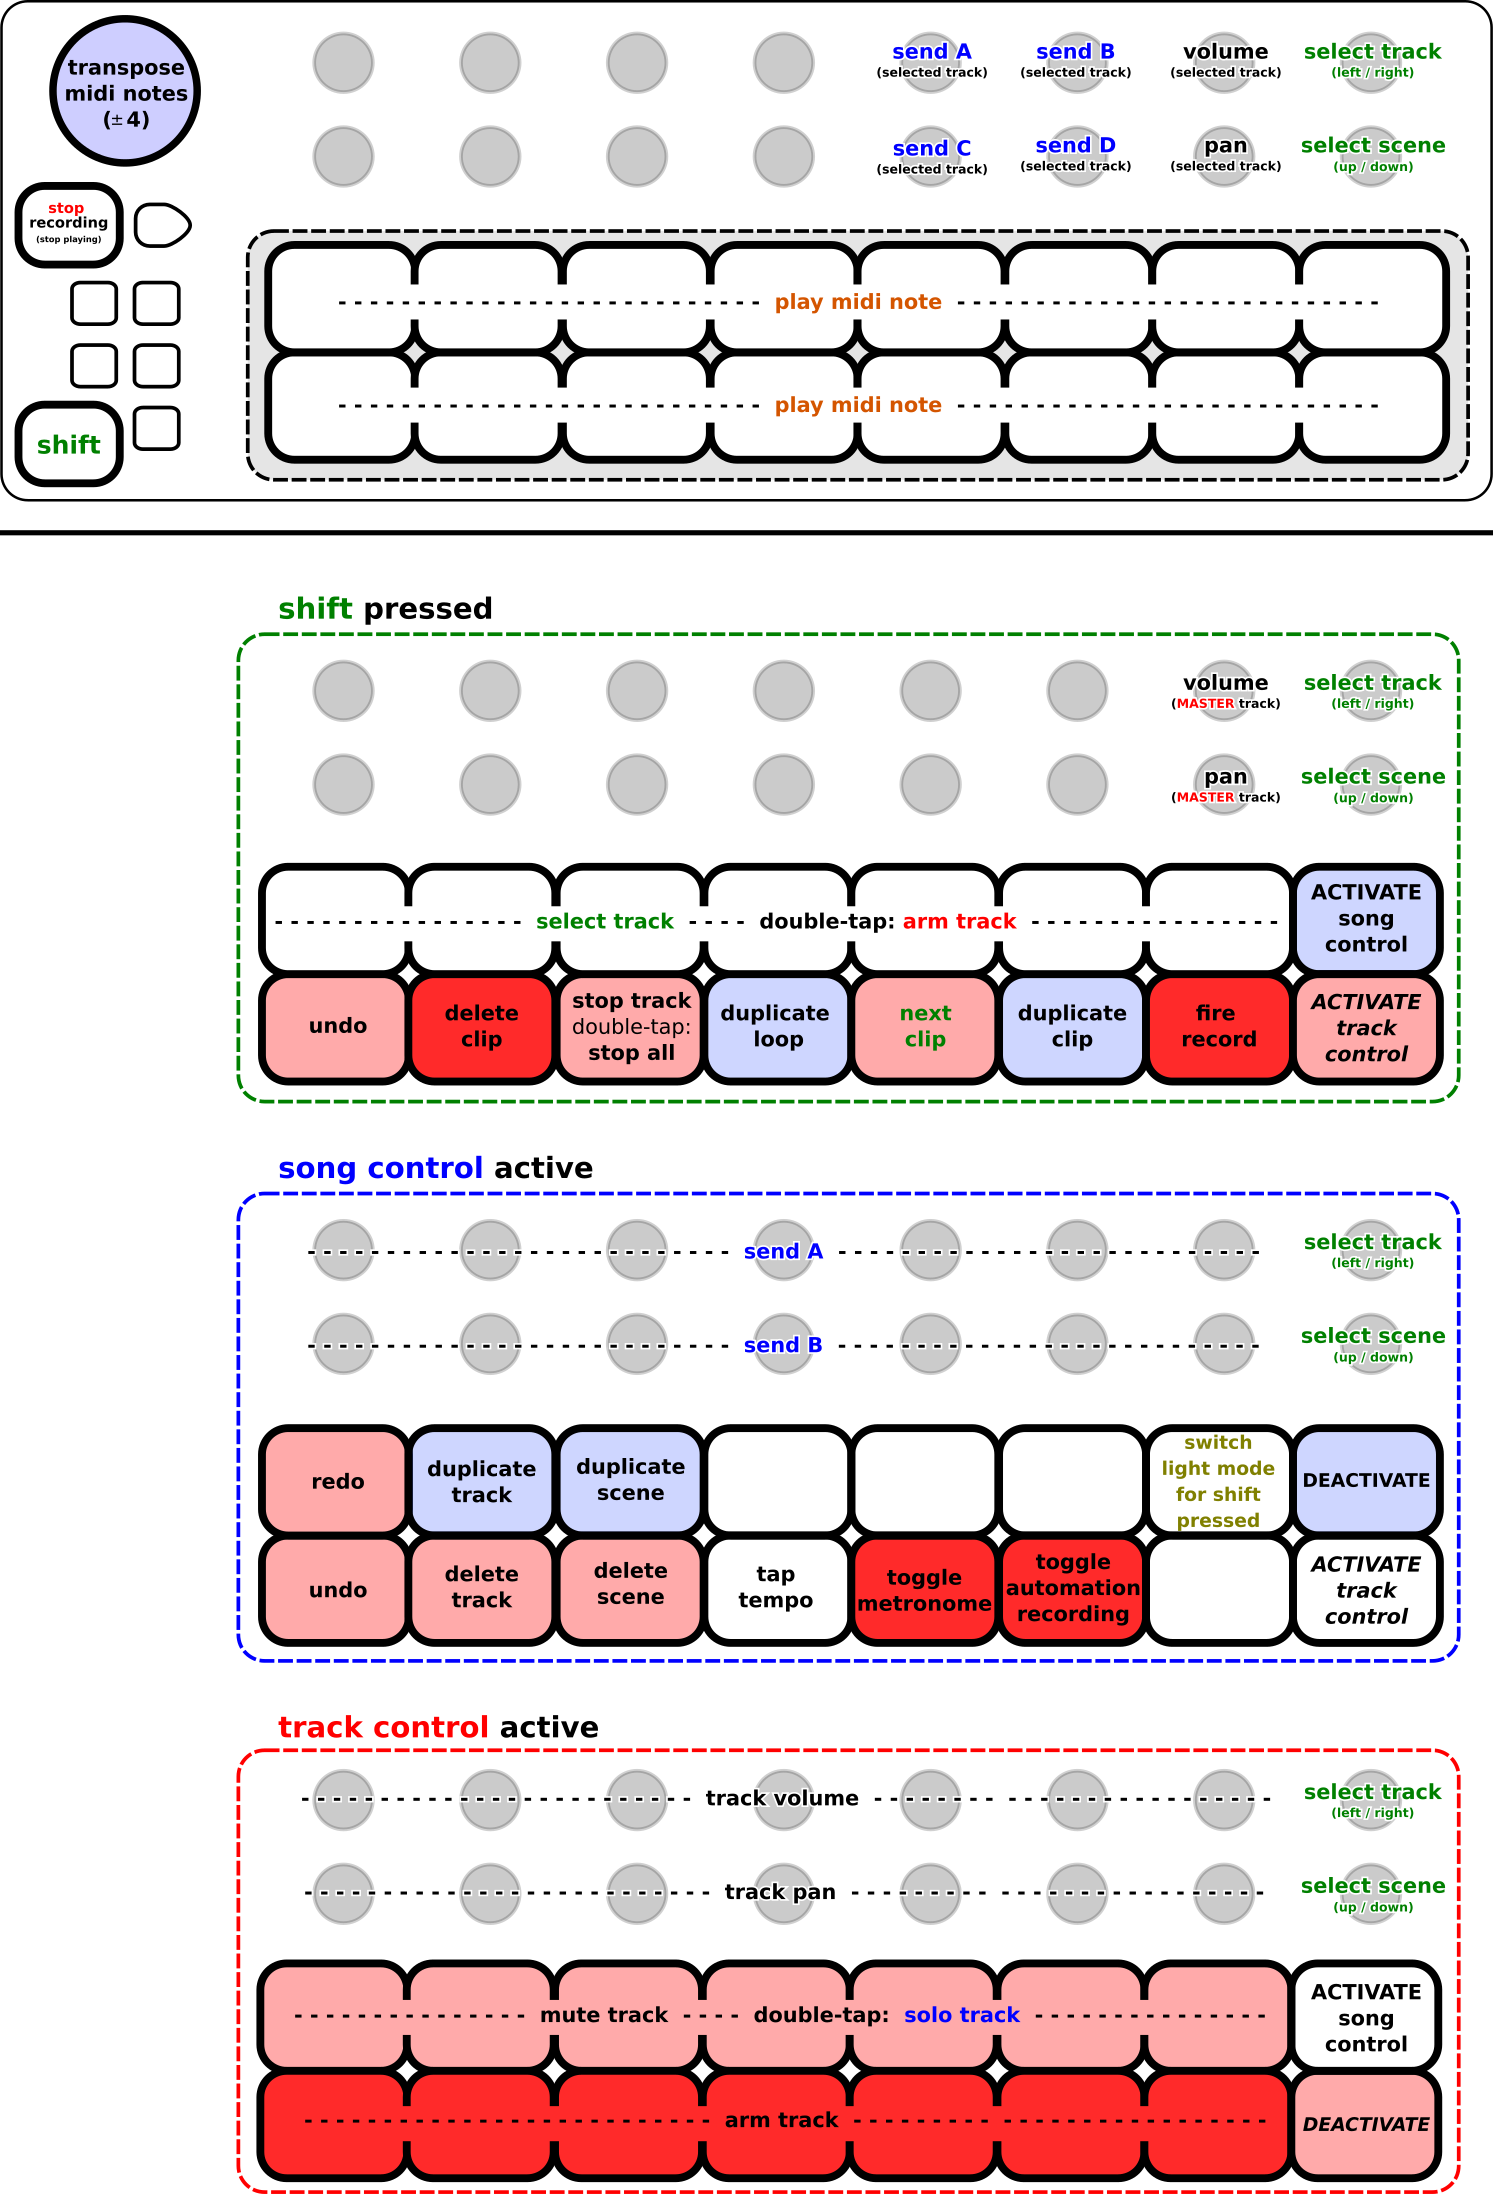 transpose
midi notes
(±4)
send A
(selected track)
send B
(selected track)
volume
(selected track)
select track
(left / right)
send C
(selected track)
send D
(selected track)
pan
(selected track)
select scene
(up / down)
stop
recording
(stop playing)
play midi note
play midi note
shift
shift pressed
volume
(MASTER track)
select track
(left / right)
pan
(MASTER track)
select scene
(up / down)
select track double-tap: arm track
ACTIVATE
song
control
undo
delete
clip
stop track
double-tap:
stop all
duplicate
loop
next
clip
duplicate
clip
fire
record
ACTIVATE
track
control
song control active
send A
select track
(left / right)
send B
select scene
(up / down)
redo
duplicate
track
duplicate
scene
switch
light mode
for shift
pressed
DEACTIVATE
undo
delete
track
delete
scene
tap
tempo
toggle
metronome
toggle
automation
recording
ACTIVATE
track
control
track control active
track volume
select track
(left / right)
track pan
select scene
(up / down)
mute track double-tap: solo track
ACTIVATE
song
control
arm track
DEACTIVATE